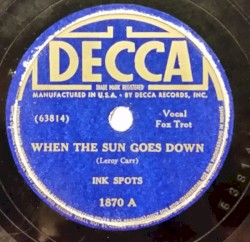 DECCA
TRADE MARK REGISTERED
MANUFACTURED IN U.S.A. - BY DECCA RECORDS, INC.
(63814)
Vocal
Fox Trot
WHEN THE SUN GOES DOWN
(Leroy Carr)
INK SPOTS
1870 A